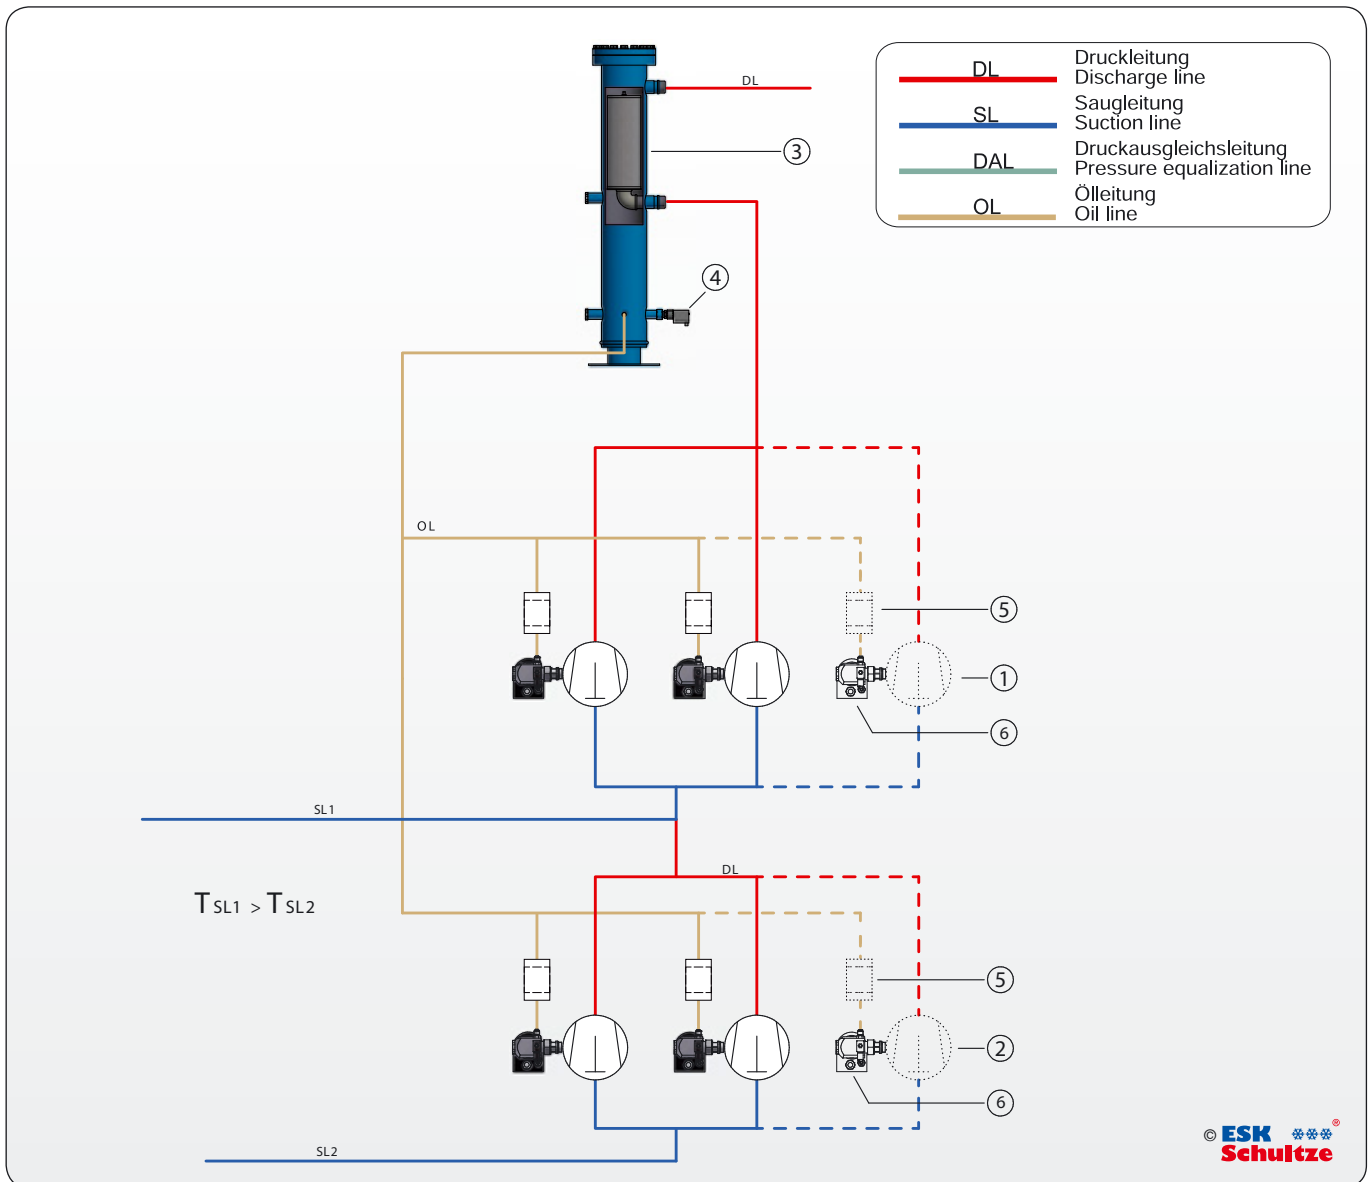 DL
Druckleitung
Discharge line
SL
Saugleitung
Suction line
DAL
Druckausgleichsleitung
Pressure equalization line
OL
Ölleitung
Oil line
DL
3
4
OL
5
1
6
SL1
DL
TSL1 > TSL2
5
2
6
SL2
© ESK ®
Schultze